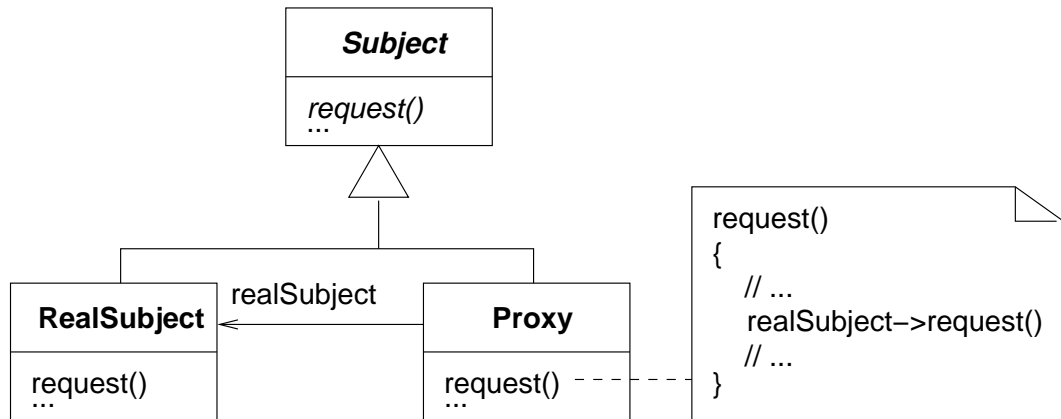 Subject
request()
...
realSubject
RealSubject
request()
...
Proxy
request()
...
request()
{
// ...
realSubject−>request()
// ...
}